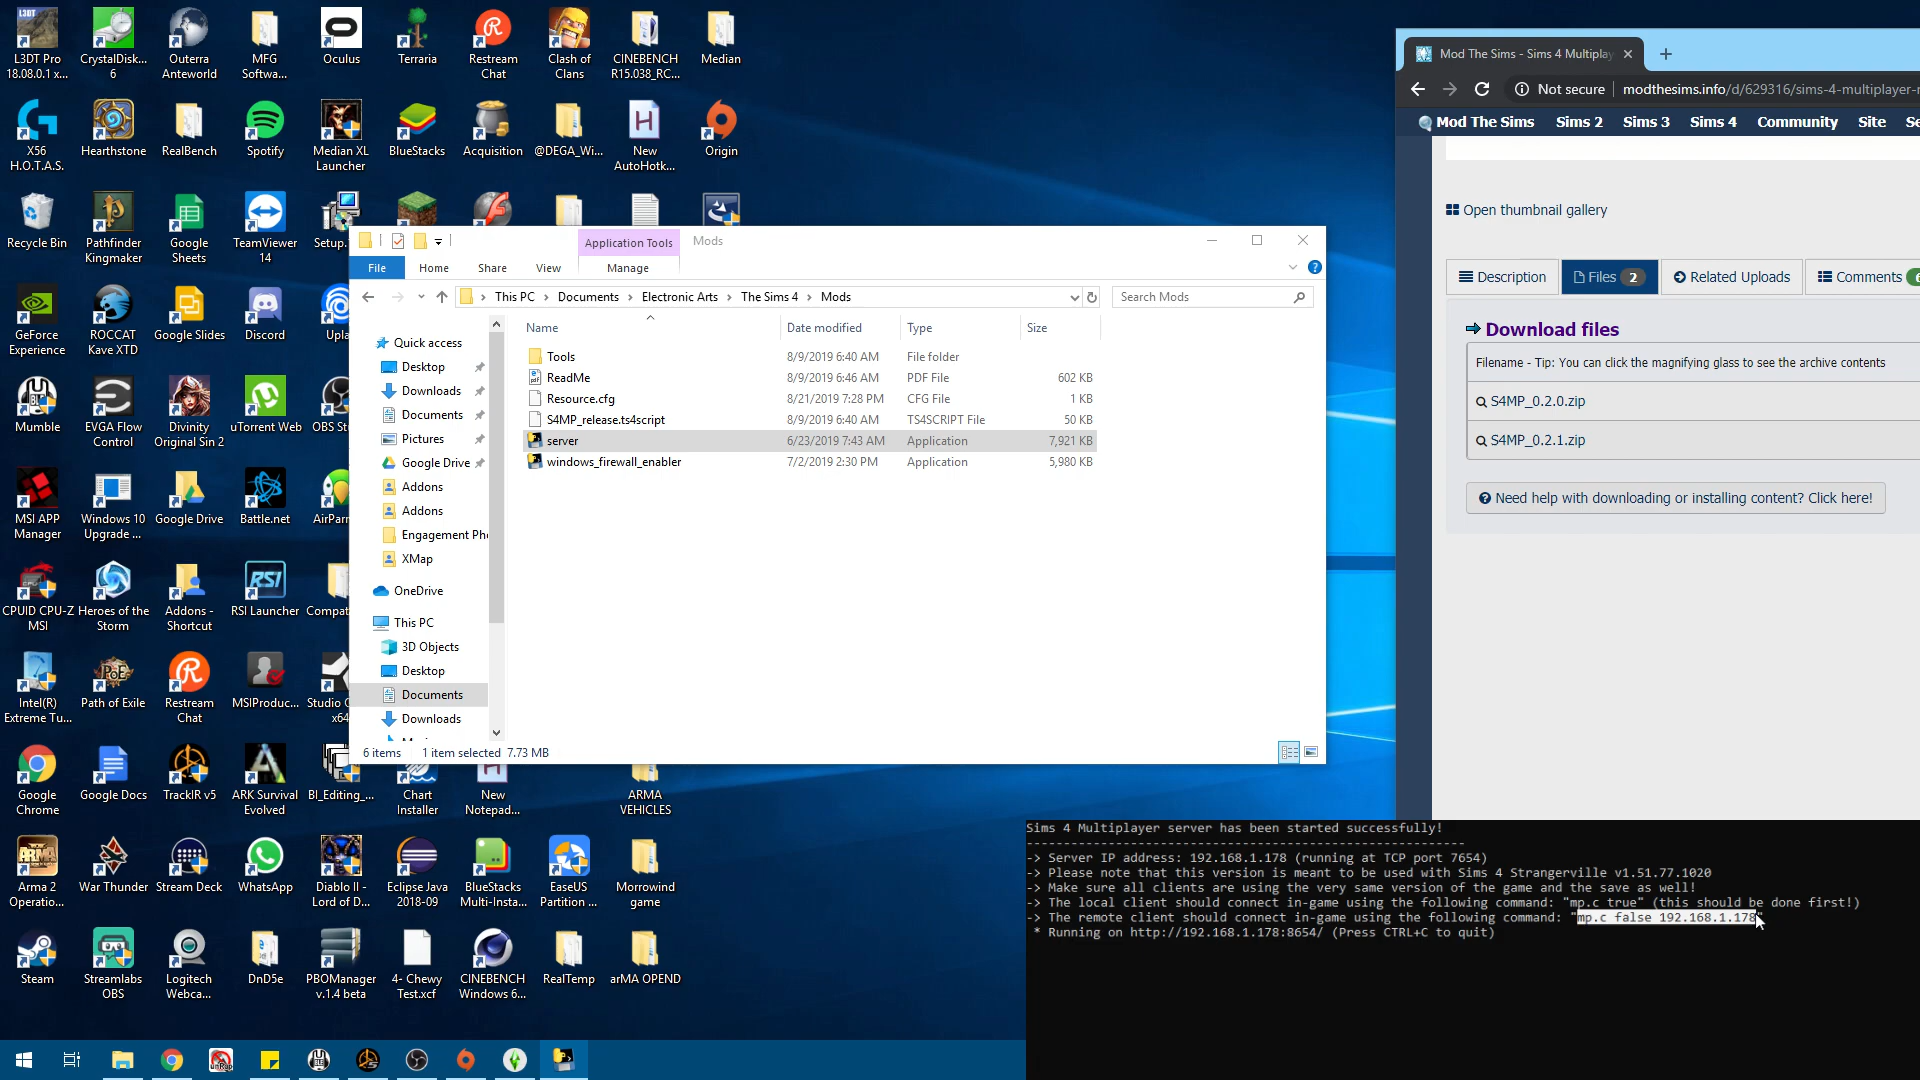 L3DT Pro
18.08.0.1 x...
CrystalDisk...
6
Outerra
Anteworld
MFG
Softwa...
Oculus
Terraria
Restream
Chat
Clash of
Clans
CINEBENCH
R15.038_RC...
Median
X56
H.O.T.A.S.
Hearthstone
RealBench
Spotify
Median XL
Launcher
BlueStacks
Acquisition
@DEGA_Wi...
New
AutoHotk...
Origin
Recycle Bin
Pathfinder
Kingmaker
Google
Sheets
TeamViewer
14
Setup.
GeForce
Experience
ROCCAT
Kave XTD
Google Slides
Discord
Upla
Mumble
EVGA Flow
Control
Divinity
Original Sin 2
uTorrent Web
OBS Stu
MSI APP
Manager
Windows 10
Upgrade ...
Google Drive
Battle.net
AirParr
CPUID CPU-Z
MSI
Heroes of the
Storm
Addons -
Shortcut
RSI Launcher
Compat
Intel(R)
Extreme Tu...
Path of Exile
Restream
Chat
MSIProduc...
Studio
x64
Google
Chrome
Google Docs
TrackIR v5
ARK Survival
Evolved
BI_Editing_...
Chart
Installer
New
Notepad...
ARMA
VEHICLES
Arma 2
Operatio...
War Thunder
Stream Deck
WhatsApp
Diablo II -
Lord of D...
Eclipse Java
2018-09
BlueStacks
Multi-Insta...
EaseUS
Partition ...
Morrowind
game
Steam
Streamlabs
OBS
Logitech
Webca...
DnD5e
PBOManager
v.1.4 beta
4- Chewy
Test.xcf
CINEBENCH
Windows 6...
RealTemp
arMA OPEND
Application Tools
Mods
File
Home
Share
View
Manage
This PC > Documents > Electronic Arts > The Sims 4 > Mods
Search Mods
Name
Date modified
Type
Size
Tools 8/9/2019 6:40 AM File folder
ReadMe 8/9/2019 6:46 AM PDF File 602 KB
Resource.cfg 8/21/2019 7:28 PM CFG File 1 KB
S4MP_release.ts4script 8/9/2019 6:40 AM TS4SCRIPT File 50 KB
server 6/23/2019 7:43 AM Application 7,921 KB
windows_firewall_enabler 7/2/2019 2:30 PM Application 5,980 KB
Quick access
Desktop
Downloads
Documents
Pictures
Google Drive
Addons
Addons
Engagement Ph
XMap
OneDrive
This PC
3D Objects
Desktop
Documents
Downloads
6 items 1 item selected 7.73 MB
Mod The Sims - Sims 4 Multipla
Not secure | modthesims.info/d/629316/sims-4-multiplayer-
Mod The Sims Sims 2 Sims 3 Sims 4 Community Site Se
Open thumbnail gallery
Description
Files 2
Related Uploads
Comments
Download files
Filename - Tip: You can click the magnifying glass to see the archive contents
S4MP_0.2.0.zip
S4MP_0.2.1.zip
Need help with downloading or installing content? Click here!
Sims 4 Multiplayer server has been started successfully!
-----------------------------------------------------------
-> Server IP address: 192.168.1.178 (running at TCP port 7654)
-> Please note that this version is meant to be used with Sims 4 Strangerville v1.51.77.1020
-> Make sure all clients are using the very same version of the game and the save as well!
-> The local client should connect in-game using the following command: "mp.c true" (this should be done first!)
-> The remote client should connect in-game using the following command: "mp.c false 192.168.1.178"
* Running on http://192.168.1.178:8654/ (Press CTRL+C to quit)